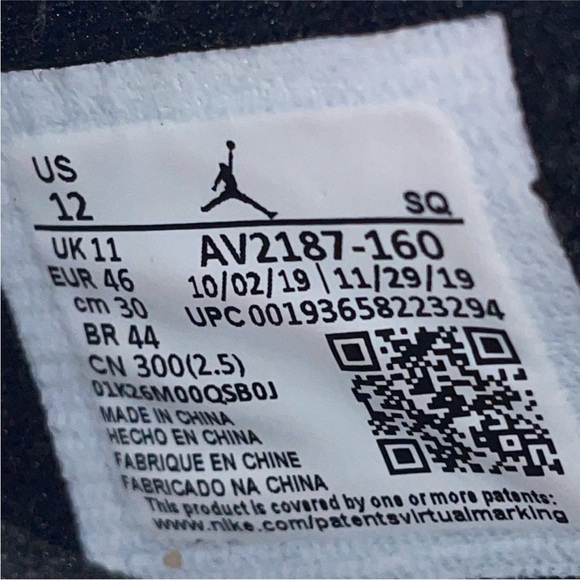 US
12
SQ
UK 11
AV2187-160
EUR 46
10/02/19 | 11/29/19
cm 30
UPC 00193658223294
BR 44
CN 300(2.5)
01K26M00QSB0J
MADE IN CHINA
HECHO EN CHINA
FABRIQUE EN CHINE
FABRICADO NA CHINA
This product is covered by one or more patents:
www.nike.com/patentsvirtualmarking